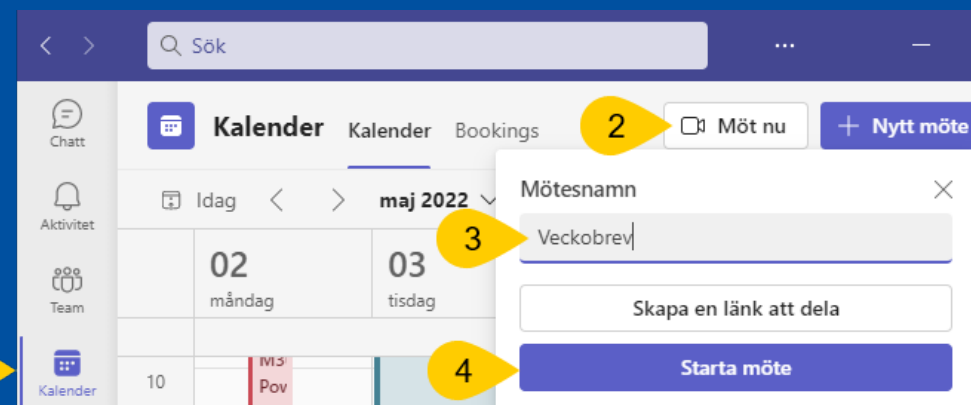 Sök
...
Chatt
Kalender Kalender Bookings
2
Möt nu
+ Nytt möte
Aktivitet
Idag
maj 2022
Mötesnamn
3
Veckobrev
Team
02
måndag
03
tisdag
Skapa en länk att dela
Kalender
10
Pov
4
Starta möte